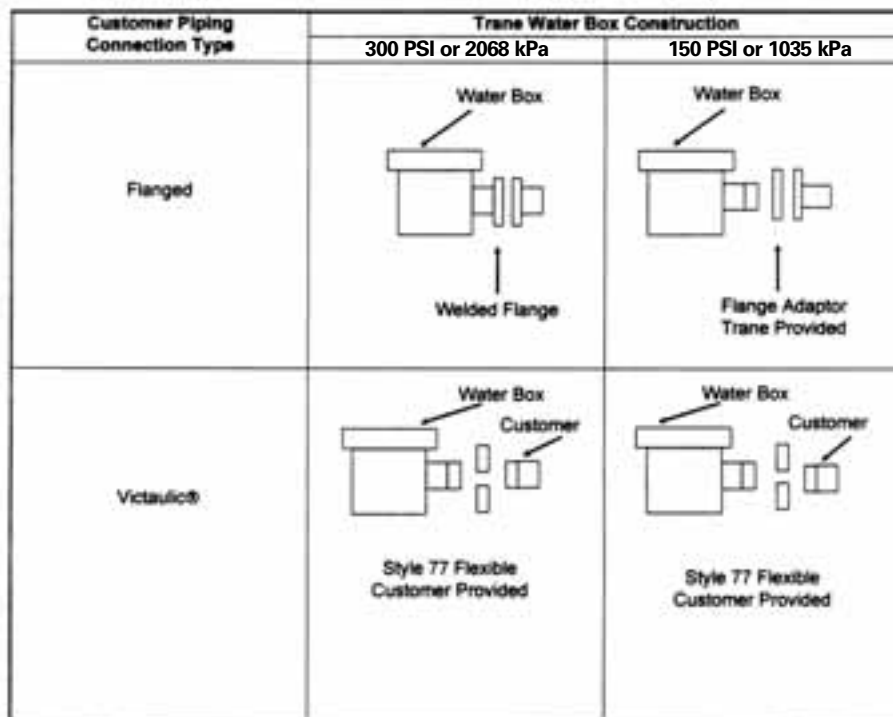 Customer Piping
Connection Type
Trane Water Box Construction
300 PSI or 2068 kPa
150 PSI or 1035 kPa
Flanged
Water Box
Welded Flange
Water Box
Flange Adaptor
Trane Provided
Victaulic®
Water Box
Customer
Style 77 Flexible
Customer Provided
Water Box
Customer
Style 77 Flexible
Customer Provided